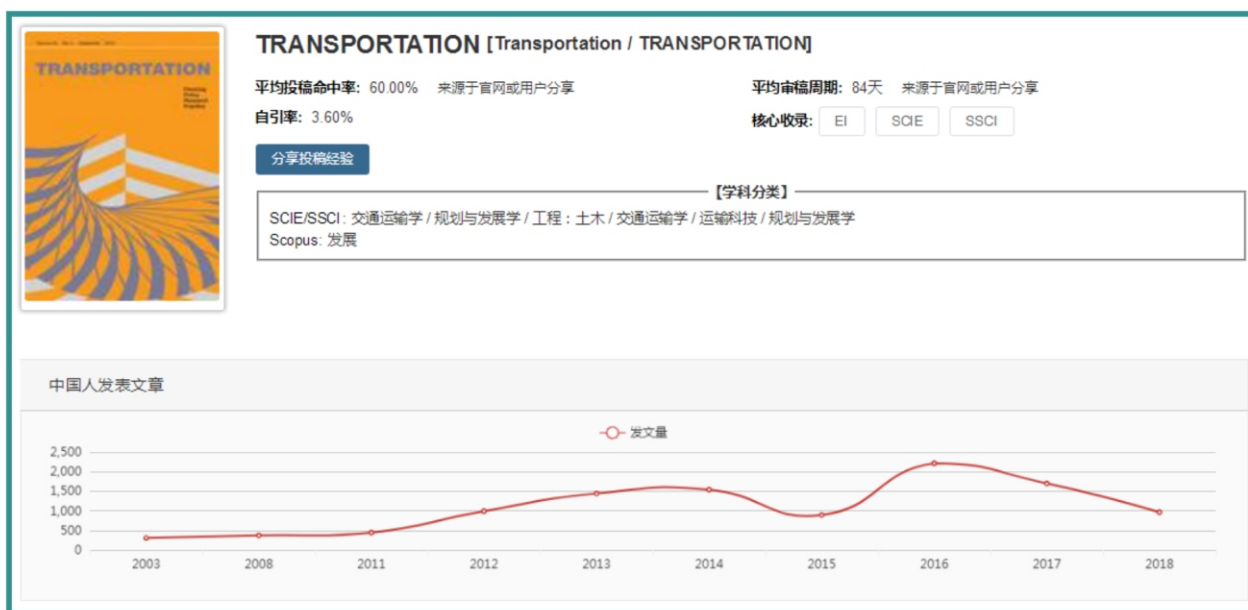 TRANSPORTATION [Transportation / TRANSPORTATION]
TRANSPORTATION
平均投稿命中率: 60.00% 来源于官网或用户分享
平均审稿周期: 84天 来源于官网或用户分享
自引率: 3.60%
核心收录: EI SCIE SSCI
分享投稿经验
【学科分类】
SCIE/SSCI: 交通运输学 / 规划与发展学 / 工程：土木 / 交通运输学 / 运输科技 / 规划与发展学
Scopus: 发展
中国人发表文章
发文量
2,500
2,000
1,500
1,000
500
0
2003 2008 2011 2012 2013 2014 2015 2016 2017 2018